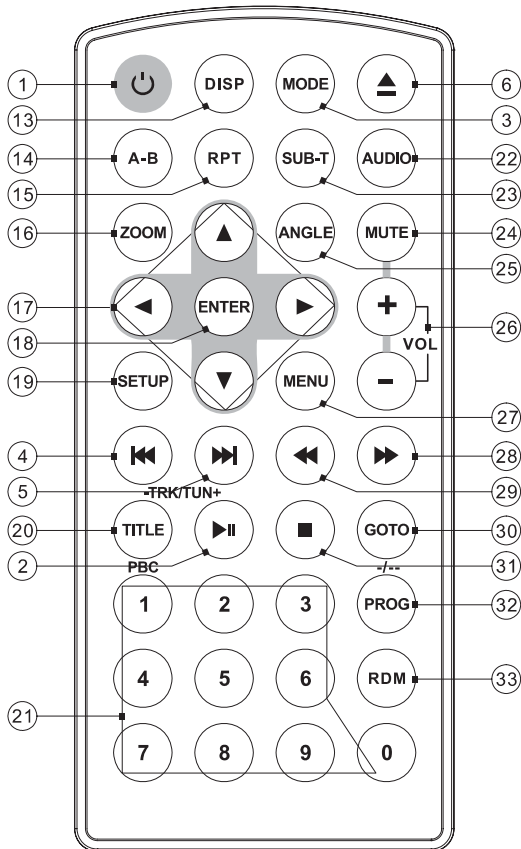 1 DISP MODE 6
13 3
14 A-B RPT SUB-T AUDIO 22
15 23
16 ZOOM ANGLE MUTE 24
25
17 ENTER + 26
18 VOL
19 SETUP MENU -
27
4 28
5 -TRK/TUN+ 29
20 TITLE GOTO 30
2 PBC -/-- 31
1 2 3 PROG 32
4 5 6 RDM 33
21
7 8 9 0